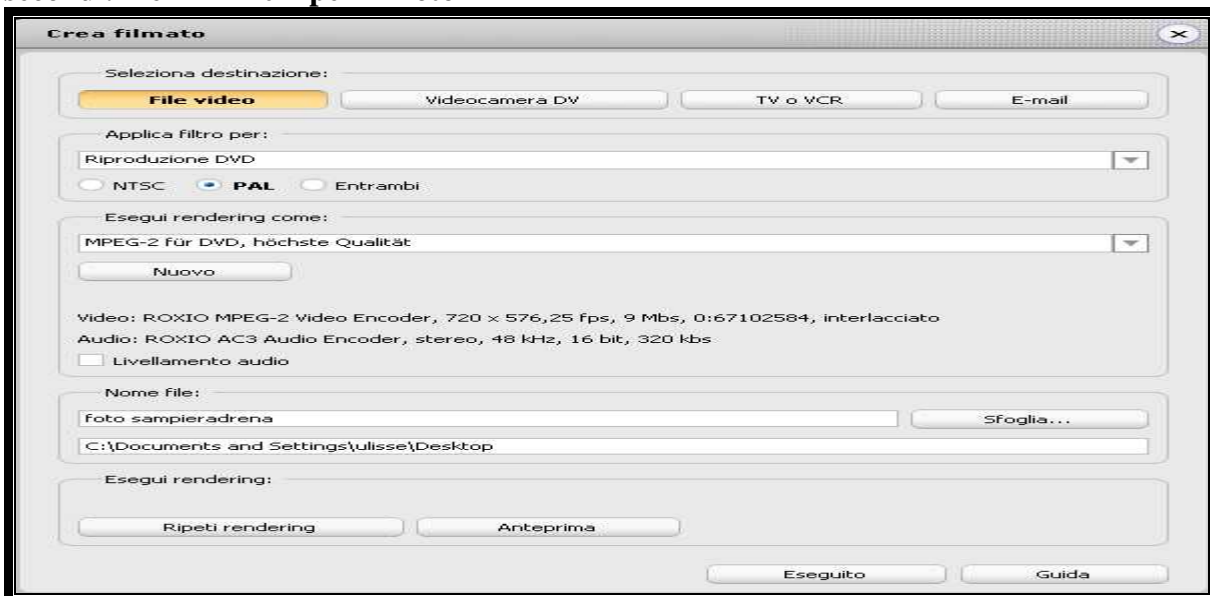 Crea filmato
Seleziona destinazione:
File video Videocamera DV TV o VCR E-mail
Applica filtro per:
Riproduzione DVD
NTSC PAL Entrambi
Esegui rendering come:
MPEG-2 für DVD, höchste Qualität
Nuovo
Video: ROXIO MPEG-2 Video Encoder, 720 x 576,25 fps, 9 Mbs, 0:67102584, interlacciato
Audio: ROXIO AC3 Audio Encoder, stereo, 48 kHz, 16 bit, 320 kbs
Livellamento audio
Nome file:
foto sampieradrena
Sfoglia...
C:\Documents and Settings\ulisse\Desktop
Esegui rendering:
Ripeti rendering Anteprima
Eseguito Guida